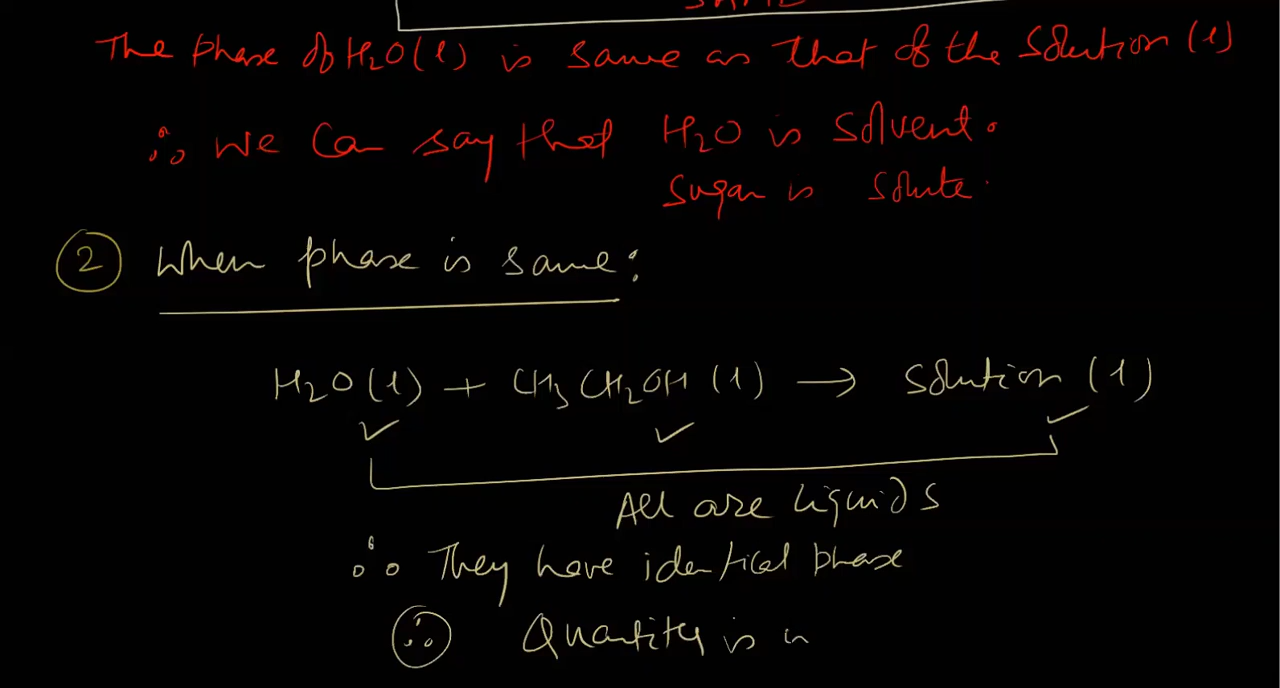 The phase of H₂O(l) is same as that of the solution (l)
∴ we can say that H₂O is solvent.
sugar is solute.
② When phase is same:
H₂O(l) + CH₃CH₂OH (l) → solution (l)
All are liquids
∴ They have identical phase
∴ Quantity is